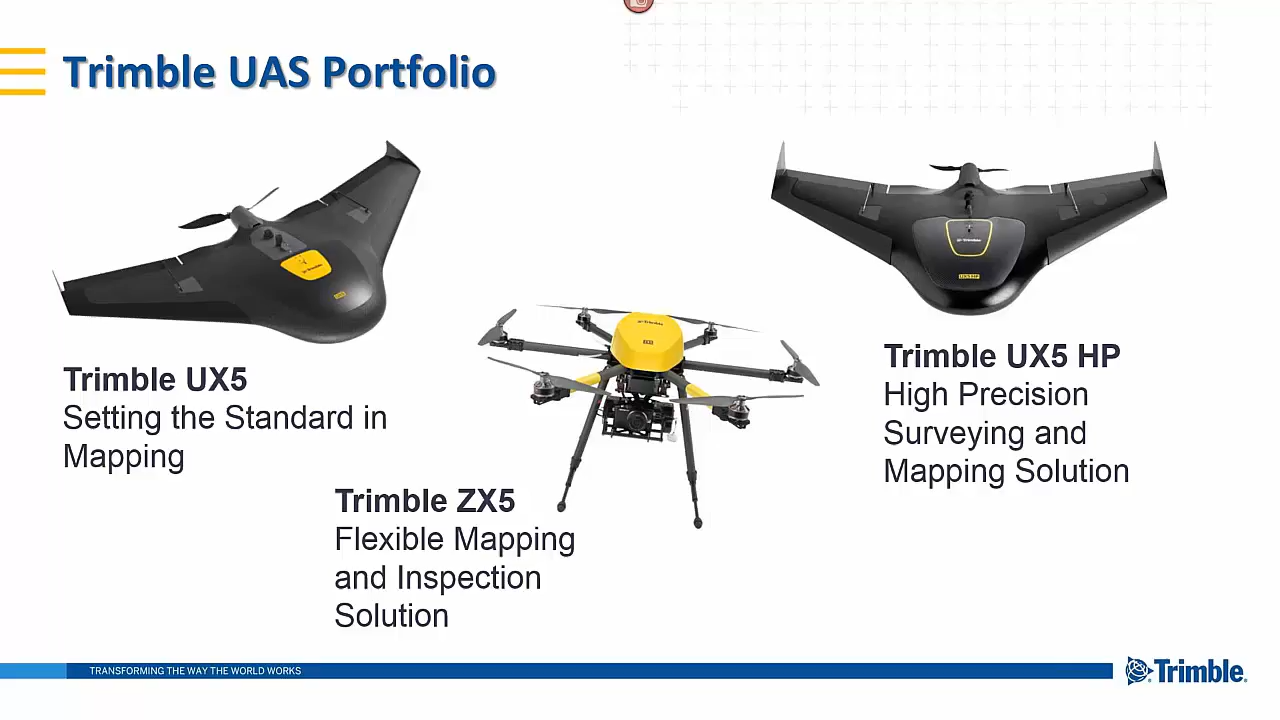 Trimble UAS Portfolio
Trimble UX5
Setting the Standard in
Mapping
Trimble ZX5
Flexible Mapping
and Inspection
Solution
Trimble UX5 HP
High Precision
Surveying and
Mapping Solution
TRANSFORMING THE WAY THE WORLD WORKS
Trimble